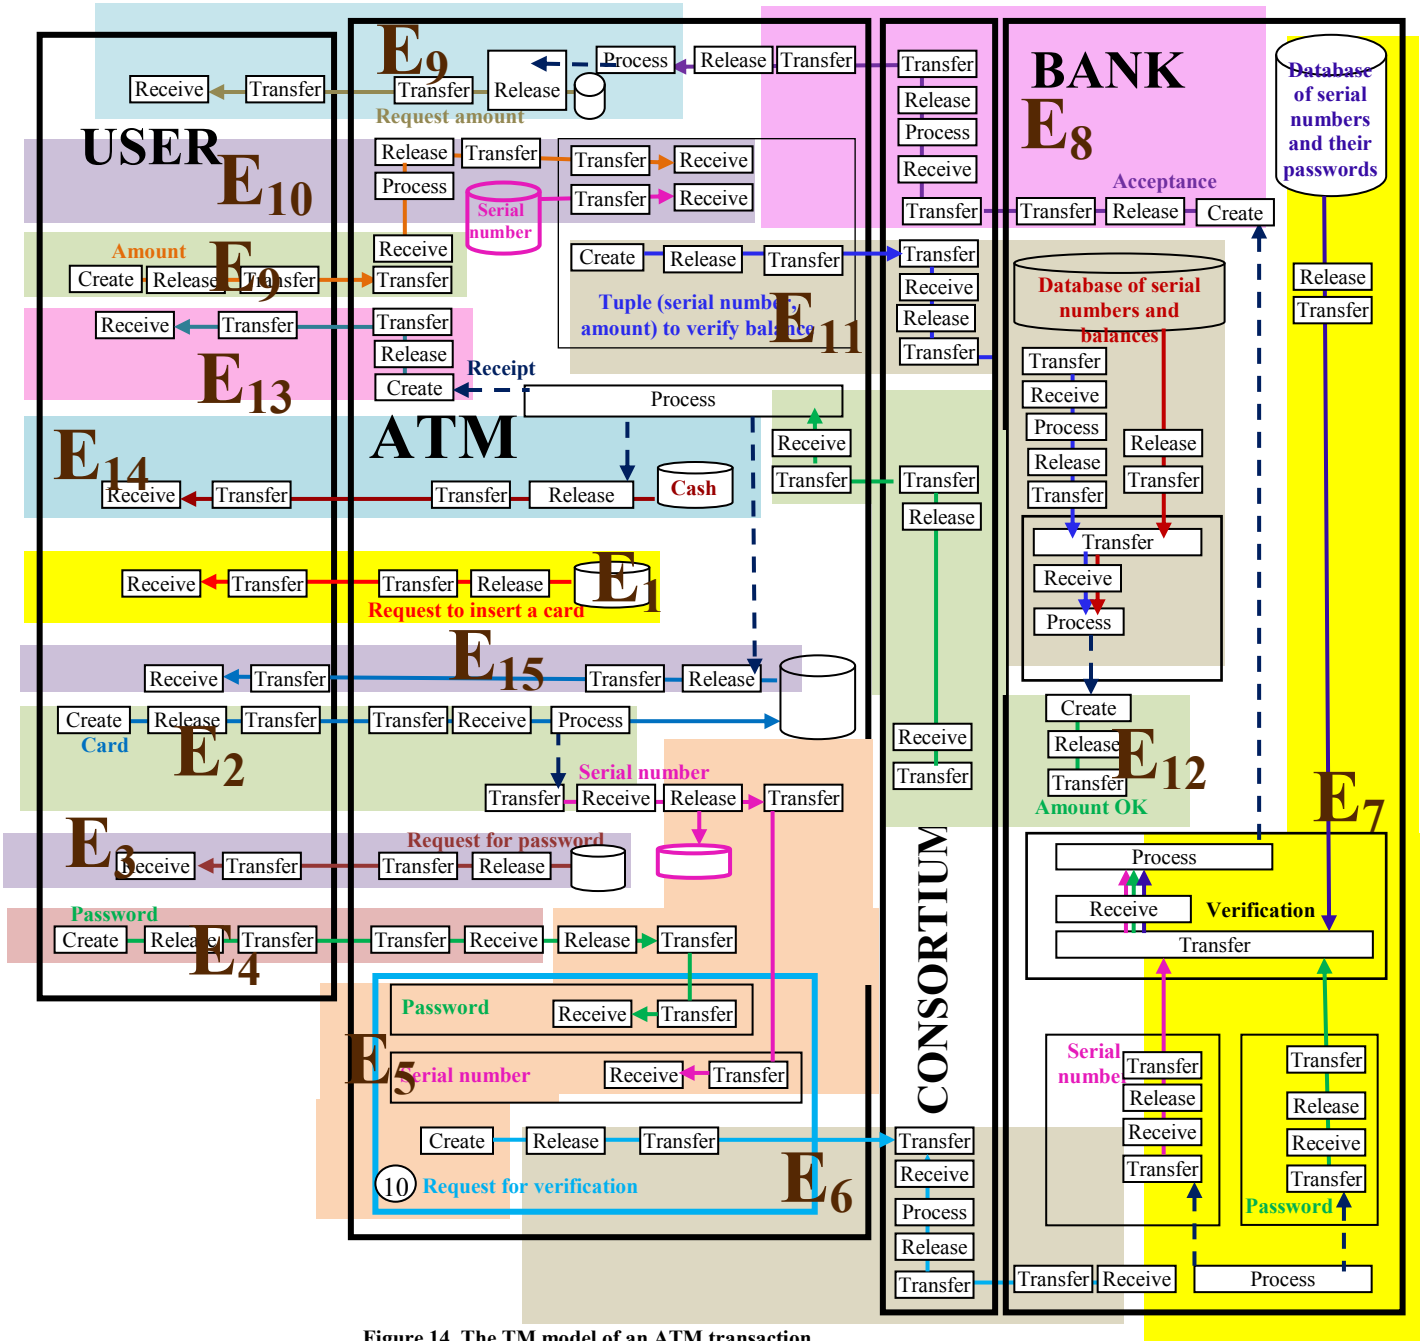 E9
Process
Release
Transfer
Transfer
BANK
Database
of serial
numbers
and their
passwords
Receive
Transfer
Transfer
Release
Request amount
Release
Process
Receive
Transfer
E8
USER
E10
Release
Transfer
Transfer
Receive
Process
Serial
number
Transfer
Receive
Acceptance
Transfer
Release
Create
Amount
E9
Create
Release
Transfer
Receive
Transfer
Create
Release
Transfer
Transfer
Receive
Release
Transfer
Tuple (serial number,
amount) to verify balance
E11
Database of serial
numbers and
balances
Release
Transfer
Receive
Transfer
Transfer
Release
Create
E13
Receipt
Process
Transfer
Receive
Process
Release
Transfer
Release
Transfer
ATM
E14
Receive
Transfer
Transfer
Release
Cash
Receive
Transfer
Transfer
Release
Transfer
Receive
Process
Receive
Transfer
Transfer
Release
E1
Request to insert a card
E15
Receive
Transfer
Transfer
Release
Create
Release
Transfer
Transfer
Receive
Process
Card
E2
Receive
Transfer
Create
Release
Transfer
E12
Amount OK
E7
Serial number
Transfer
Receive
Release
Transfer
E3
Request for password
Receive
Transfer
Transfer
Release
CONSORTIUM
Process
Receive
Verification
Transfer
Password
Create
Release
Transfer
E4
Transfer
Receive
Release
Transfer
Password
Receive
Transfer
E5
Serial number
Receive
Transfer
Serial
number
Transfer
Release
Receive
Transfer
Transfer
Release
Receive
Transfer
Password
Create
Release
Transfer
Transfer
Receive
Process
Release
Transfer
10
Request for verification
E6
Transfer
Receive
Process
Figure 14. The TM model of an ATM transaction